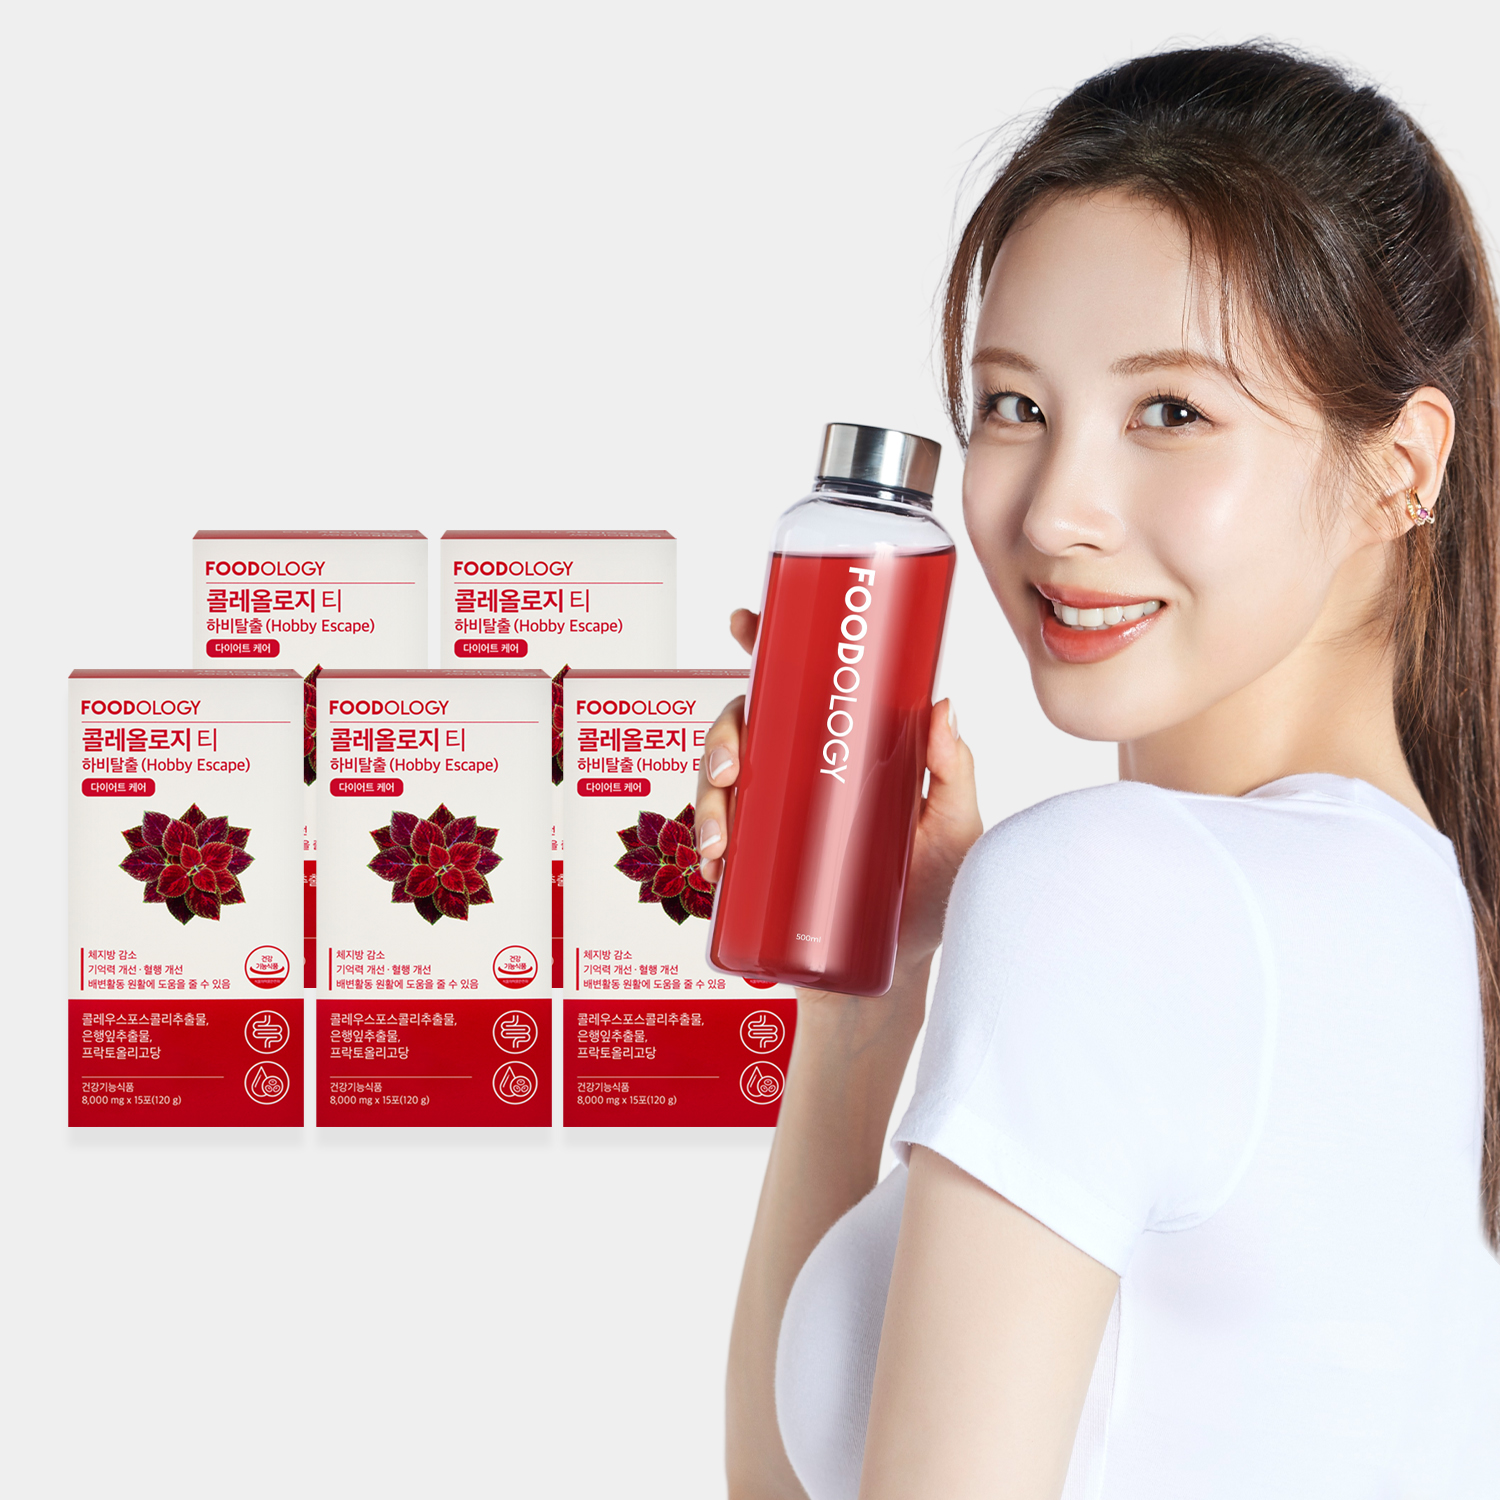 FOODOLOGY
콜레올로지 티
하비탈출 (Hobby Escape)
다이어트 케어
FOODOLOGY
콜레올로지 티
하비탈출 (Hobby Escape)
다이어트 케어
FOODOLOGY
콜레올로지 티
하비탈출 (Hobby Escape)
다이어트 케어
체지방 감소
기억력 개선 · 혈행 개선
배변활동 원활에 도움을 줄 수 있음
건강
기능식품
콜레우스포스콜리추출물,
은행잎추출물,
프락토올리고당
건강기능식품
8,000 mg x 15포(120 g)
FOODOLOGY
콜레올로지 티
하비탈출 (Hobby Escape)
다이어트 케어
체지방 감소
기억력 개선 · 혈행 개선
배변활동 원활에 도움을 줄 수 있음
건강
기능식품
콜레우스포스콜리추출물,
은행잎추출물,
프락토올리고당
건강기능식품
8,000 mg x 15포(120 g)
FOODOLOGY
콜레올로지
하비탈출 (Hobby
다이어트 케어
체지방 감소
기억력 개선 · 혈행 개선
배변활동 원활에 도움을 줄 수 있음
콜레우스포스콜리추출물,
은행잎추출물,
프락토올리고당
건강기능식품
8,000 mg x 15포(120 g)
FOODOLOGY
500ml